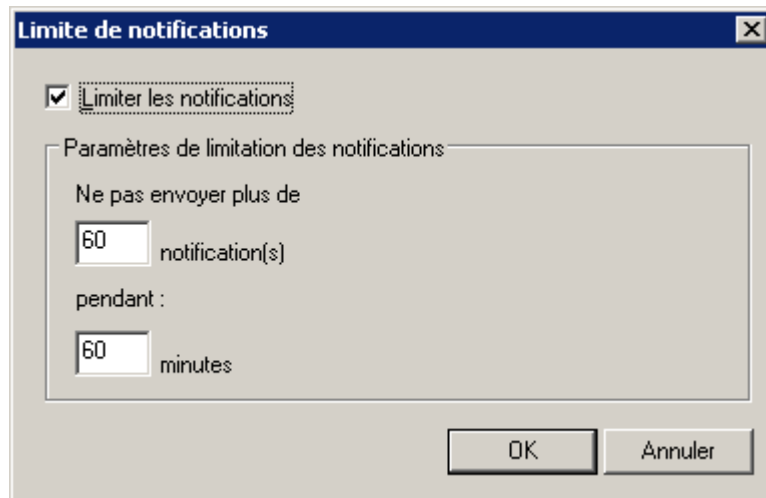 Limite de notifications
Limiter les notifications
Paramètres de limitation des notifications
Ne pas envoyer plus de
60 notification(s)
pendant :
60 minutes
OK Annuler